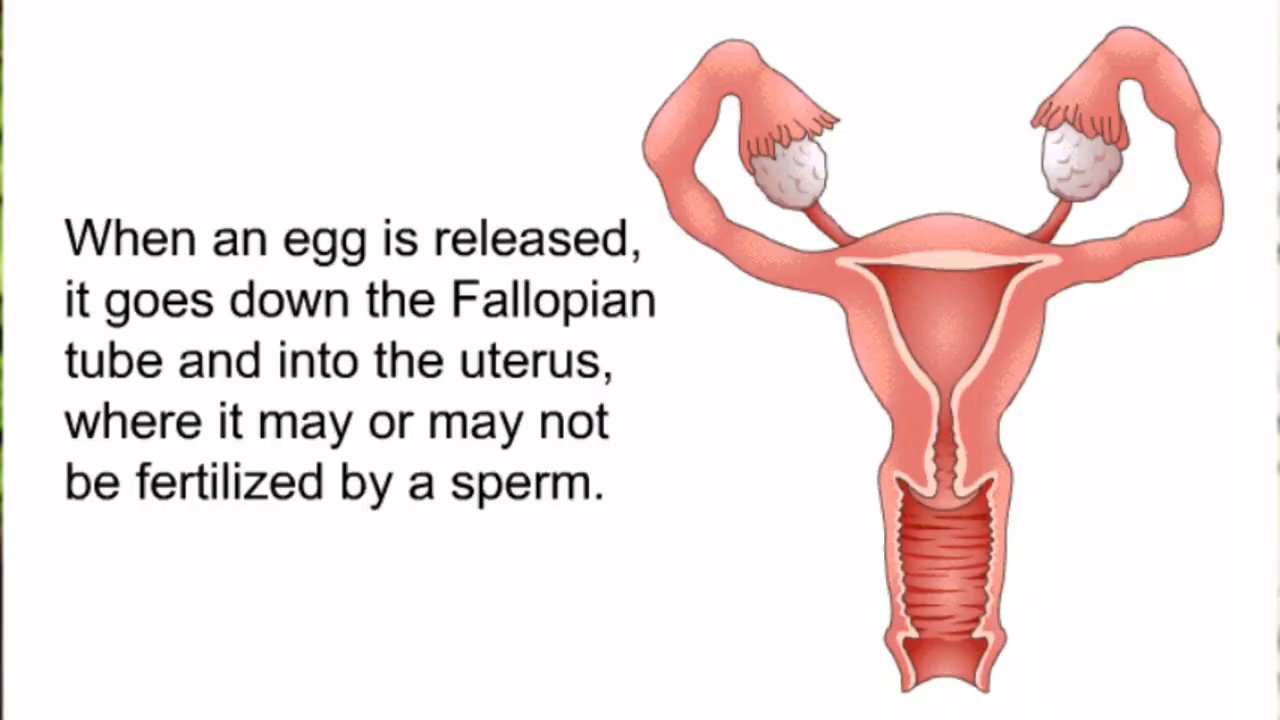 When an egg is released,
it goes down the Fallopian
tube and into the uterus,
where it may or may not
be fertilized by a sperm.